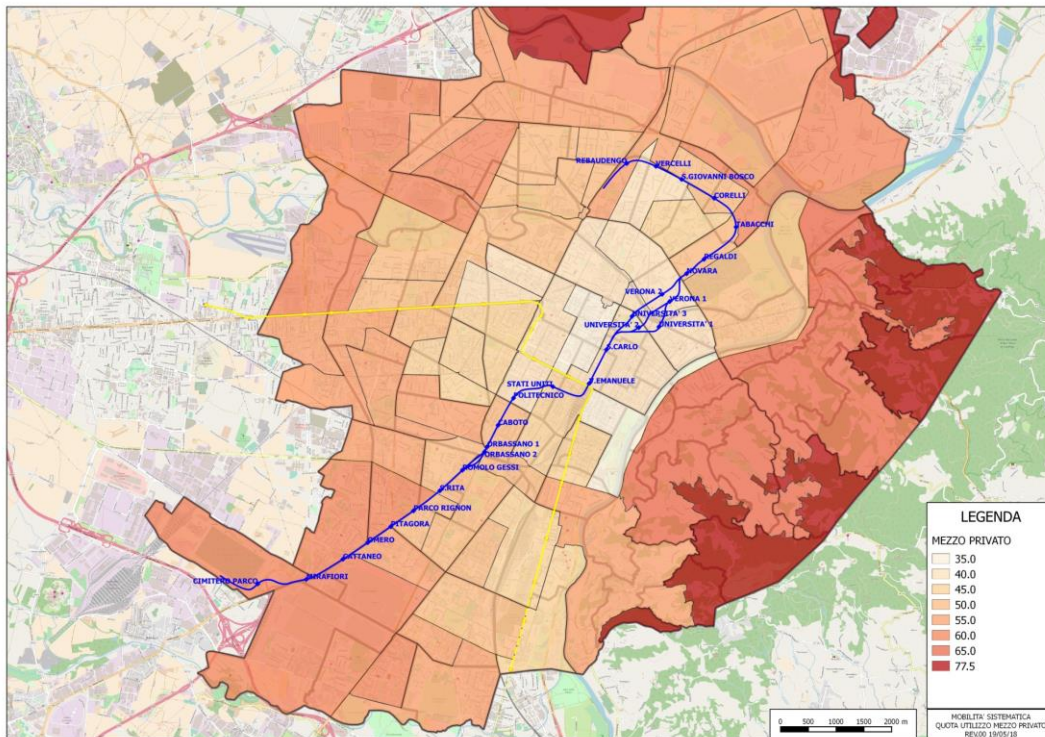 REBAUDENGO
VERCELLI
S.GIOVANNI BOSCO
CORELLI
TABACCHI
REGALDI
NOVARA
VERONA 2
VERONA 1
UNIVERSITA' 3
UNIVERSITA' 2
UNIVERSITA' 1
S.CARLO
V.EMANUELE
STATI UNITI
POLITECNICO
CABOTO
ORBASSANO 1
ORBASSANO 2
ROMOLO GESSI
S.RITA
PARCO RIGNON
PITAGORA
OMERO
CATTANEO
MIRAFIORI
CIMITERO PARCO
LEGENDA
MEZZO PRIVATO
35.0
40.0
45.0
50.0
55.0
60.0
65.0
77.5
0 500 1000 1500 2000 m
MOBILITA' SISTEMATICA
QUOTA UTILIZZO MEZZO PRIVATO
REV.00 19/05/18